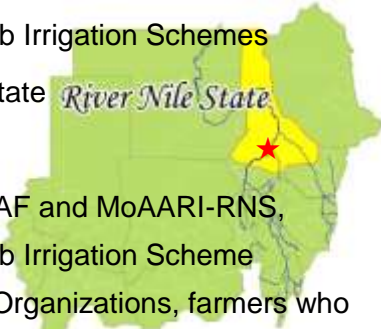 b Irrigation Schemes
tate River Nile State
AF and MoAARI-RNS,
b Irrigation Scheme
Organizations, farmers who